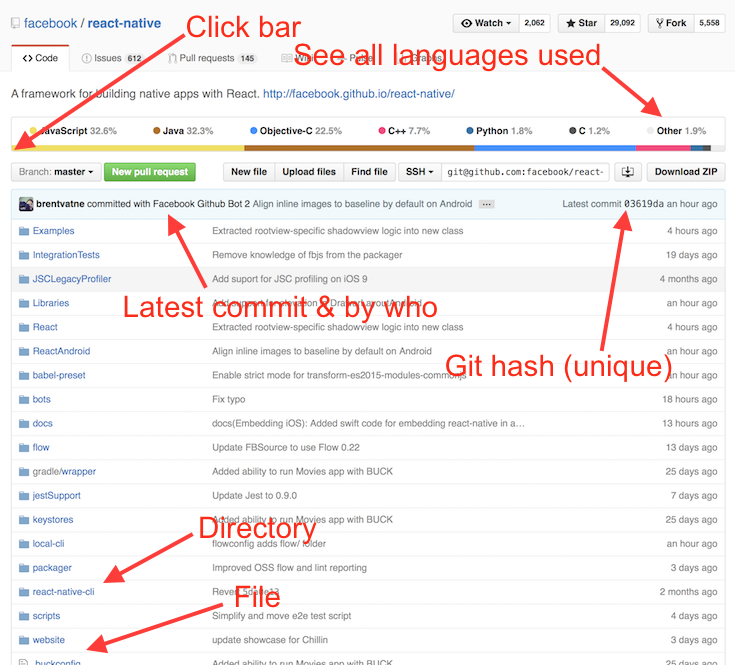 facebook / react-native
Watch 2,062 Star 29,092 Fork 5,558
Click bar
Code Issues 612 Pull requests 145 Wiki Pulse Graphs
See all languages used
A framework for building native apps with React. http://facebook.github.io/react-native/
JavaScript 32.6% Java 32.3% Objective-C 22.5% C++ 7.7% Python 1.8% C 1.2% Other 1.9%
Branch: master New pull request New file Upload files Find file SSH git@github.com:facebook/react- Download ZIP
brentvatne committed with Facebook Github Bot 2 Align inline images to baseline by default on Android ... Latest commit 03619da an hour ago
Examples Extracted rootview-specific shadowview logic into new class 4 hours ago
IntegrationTests Remove knowledge of fbjs from the packager 19 days ago
JSCLegacyProfiler Add support for JSC profiling on iOS 9 4 months ago
Libraries Add support for elevation DrawerLayoutAndroid an hour ago
Latest commit & by who
React Extracted rootview-specific shadowview logic into new class 4 hours ago
ReactAndroid Align inline images to baseline by default on Android an hour ago
Git hash (unique)
babel-preset Enable strict mode for transform-es2015-modules-commonjs an hour ago
bots Fix typo 18 hours ago
docs docs(Embedding iOS): Added swift code for embedding react-native in a… 13 hours ago
flow Update FBSource to use Flow 0.22 13 days ago
gradle/wrapper Added ability to run Movies app with BUCK 25 days ago
jestSupport Update Jest to 0.9.0 7 days ago
keystores Added ability to run Movies app with BUCK 25 days ago
Directory
local-cli flowconfig adds flow/ folder an hour ago
packager Improved OSS flow and lint reporting 3 days ago
react-native-cli Revert 2 months ago
File
scripts Simplify and move e2e test script 4 days ago
website update showcase for Chillin 3 days ago
.buckconfig Added ability to run Movies app with BUCK 25 days ago